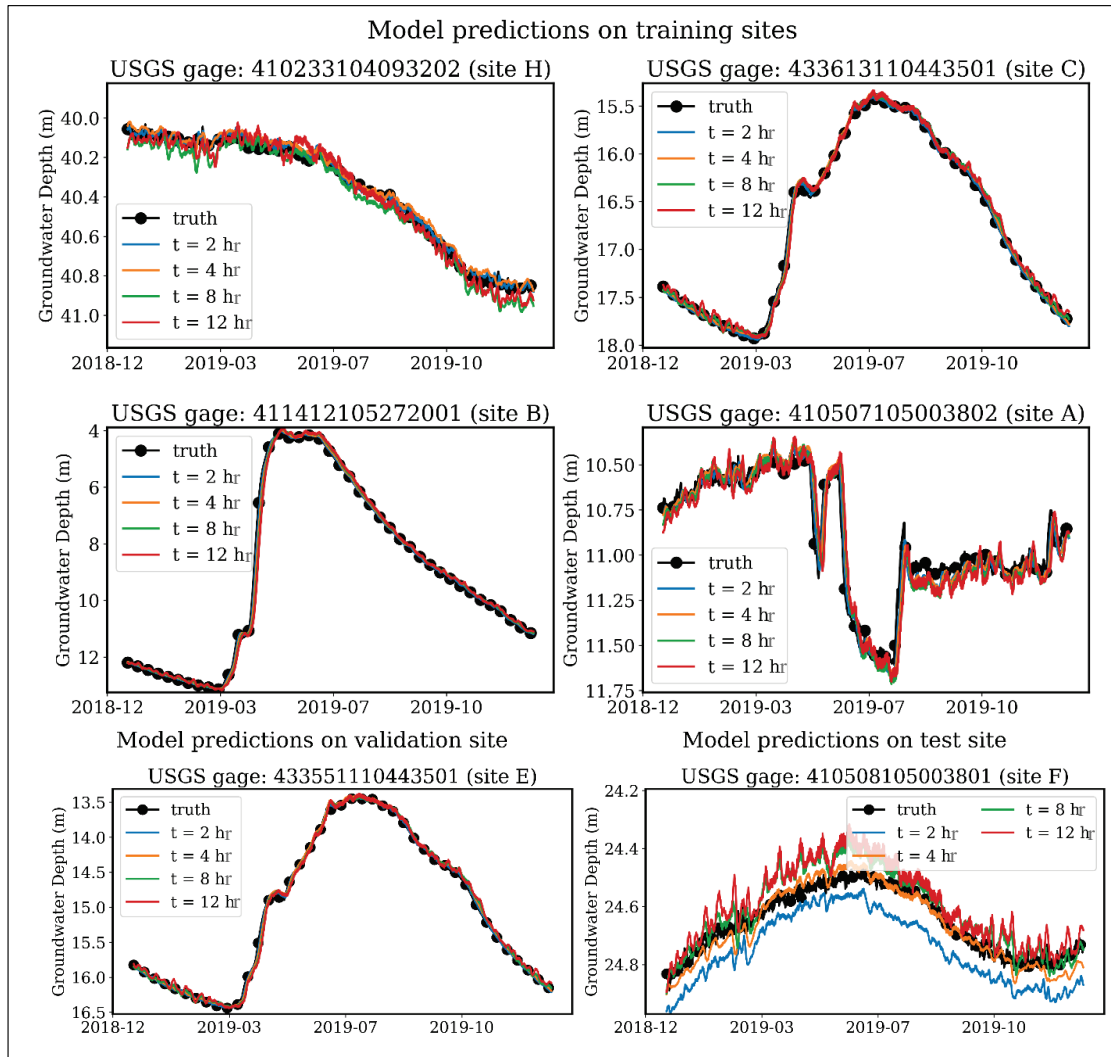 Model predictions on training sites
USGS gage: 410233104093202 (site H)
Groundwater Depth (m)
40.0
40.2
40.4
40.6
40.8
41.0
truth
t = 2 hr
t = 4 hr
t = 8 hr
t = 12 hr
2018-12 2019-03 2019-07 2019-10
USGS gage: 433613110443501 (site C)
Groundwater Depth (m)
15.5
16.0
16.5
17.0
17.5
18.0
truth
t = 2 hr
t = 4 hr
t = 8 hr
t = 12 hr
2018-12 2019-03 2019-07 2019-10
USGS gage: 411412105272001 (site B)
Groundwater Depth (m)
4
6
8
10
12
truth
t = 2 hr
t = 4 hr
t = 8 hr
t = 12 hr
2018-12 2019-03 2019-07 2019-10
USGS gage: 410507105003802 (site A)
Groundwater Depth (m)
10.50
10.75
11.00
11.25
11.50
11.75
truth
t = 2 hr
t = 4 hr
t = 8 hr
t = 12 hr
2018-12 2019-03 2019-07 2019-10
Model predictions on validation site
USGS gage: 433551110443501 (site E)
Groundwater Depth (m)
13.5
14.0
14.5
15.0
15.5
16.0
16.5
truth
t = 2 hr
t = 4 hr
t = 8 hr
t = 12 hr
2018-12 2019-03 2019-07 2019-10
Model predictions on test site
USGS gage: 410508105003801 (site F)
Groundwater Depth (m)
24.2
24.4
24.6
24.8
truth
t = 2 hr
t = 4 hr
t = 8 hr
t = 12 hr
2018-12 2019-03 2019-07 2019-10